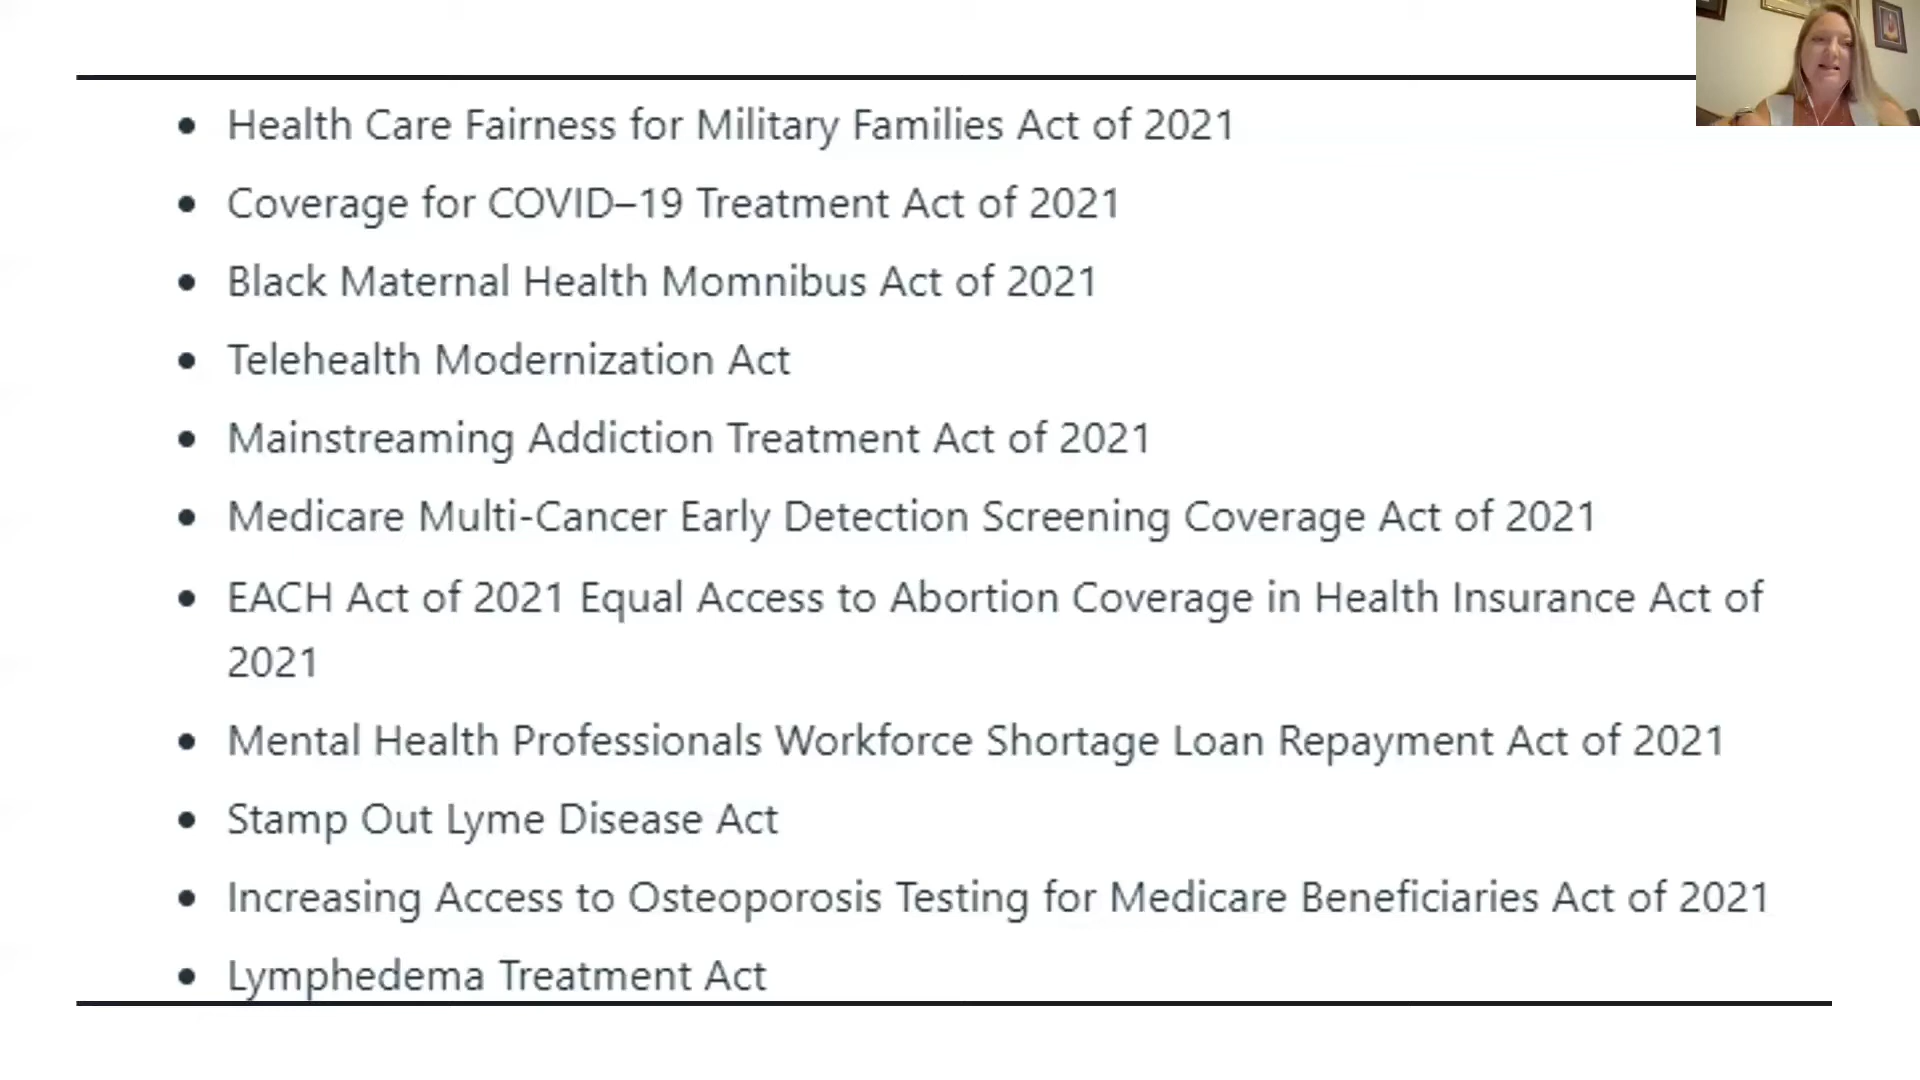 • Health Care Fairness for Military Families Act of 2021
• Coverage for COVID–19 Treatment Act of 2021
• Black Maternal Health Momnibus Act of 2021
• Telehealth Modernization Act
• Mainstreaming Addiction Treatment Act of 2021
• Medicare Multi-Cancer Early Detection Screening Coverage Act of 2021
• EACH Act of 2021 Equal Access to Abortion Coverage in Health Insurance Act of
2021
• Mental Health Professionals Workforce Shortage Loan Repayment Act of 2021
• Stamp Out Lyme Disease Act
• Increasing Access to Osteoporosis Testing for Medicare Beneficiaries Act of 2021
• Lymphedema Treatment Act